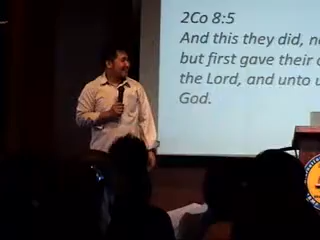 2Co 8:5
And this they did, n
but first gave their
the Lord, and unto u
God.